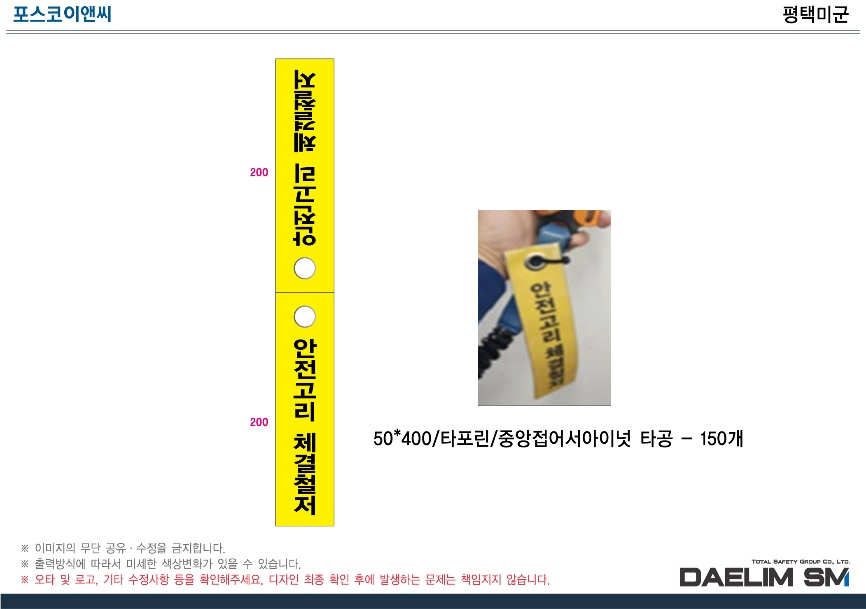 포스코이앤씨
평택미군
안전고리 체결철저
200
안전고리 체결철저
200
안전고리 체결철저
50*400/타포린/중앙접어서아이넛 타공 - 150개
※ 이미지의 무단 공유 · 수정을 금지합니다.
※ 출력방식에 따라서 미세한 색상변화가 있을 수 있습니다.
※ 오타 및 로고, 기타 수정사항 등을 확인해주세요. 디자인 최종 확인 후에 발생하는 문제는 책임지지 않습니다.
TOTAL SAFETY GROUP CO., LTD.
DAELIM SM